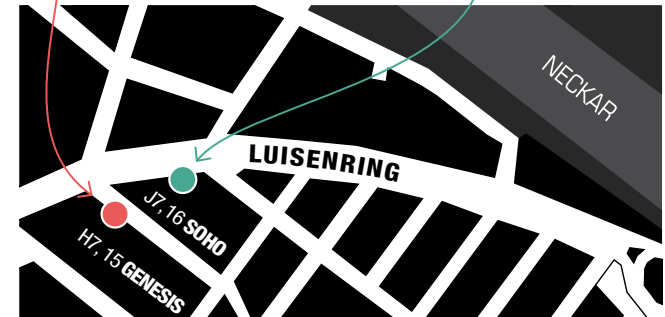 NECKAR
LUISENRING
J7, 16 SOHO
H7, 15 GENESIS